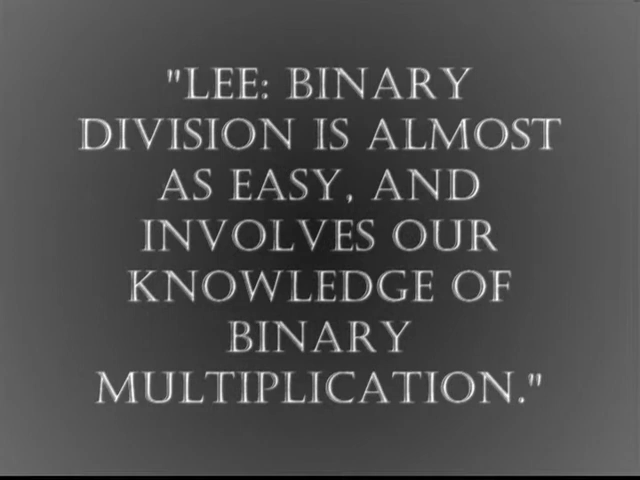 "LEE: BINARY
DIVISION IS ALMOST
AS EASY, AND
INVOLVES OUR
KNOWLEDGE OF
BINARY
MULTIPLICATION."